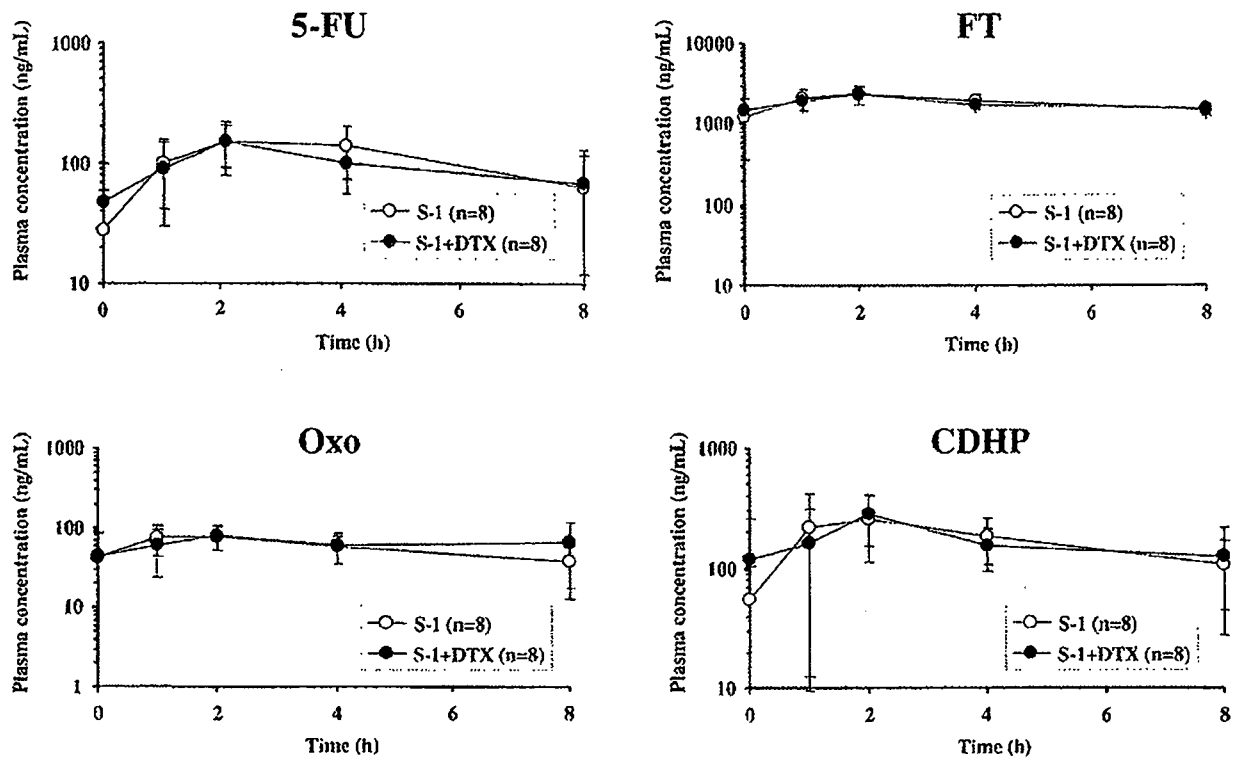 5-FU
Plasma concentration (ng/mL)
1000
100
10
S-1 (n=8)
S-1+DTX (n=8)
0 2 4 6 8
Time (h)
FT
Plasma concentration (ng/mL)
10000
1000
100
10
S-1 (n=8)
S-1+DTX (n=8)
0 2 4 6 8
Time (h)
Oxo
Plasma concentration (ng/mL)
1000
100
10
1
S-1 (n=8)
S-1+DTX (n=8)
0 2 4 6 8
Time (h)
CDHP
Plasma concentration (ng/mL)
1000
100
10
S-1 (n=8)
S-1+DTX (n=8)
0 2 4 6 8
Time (h)